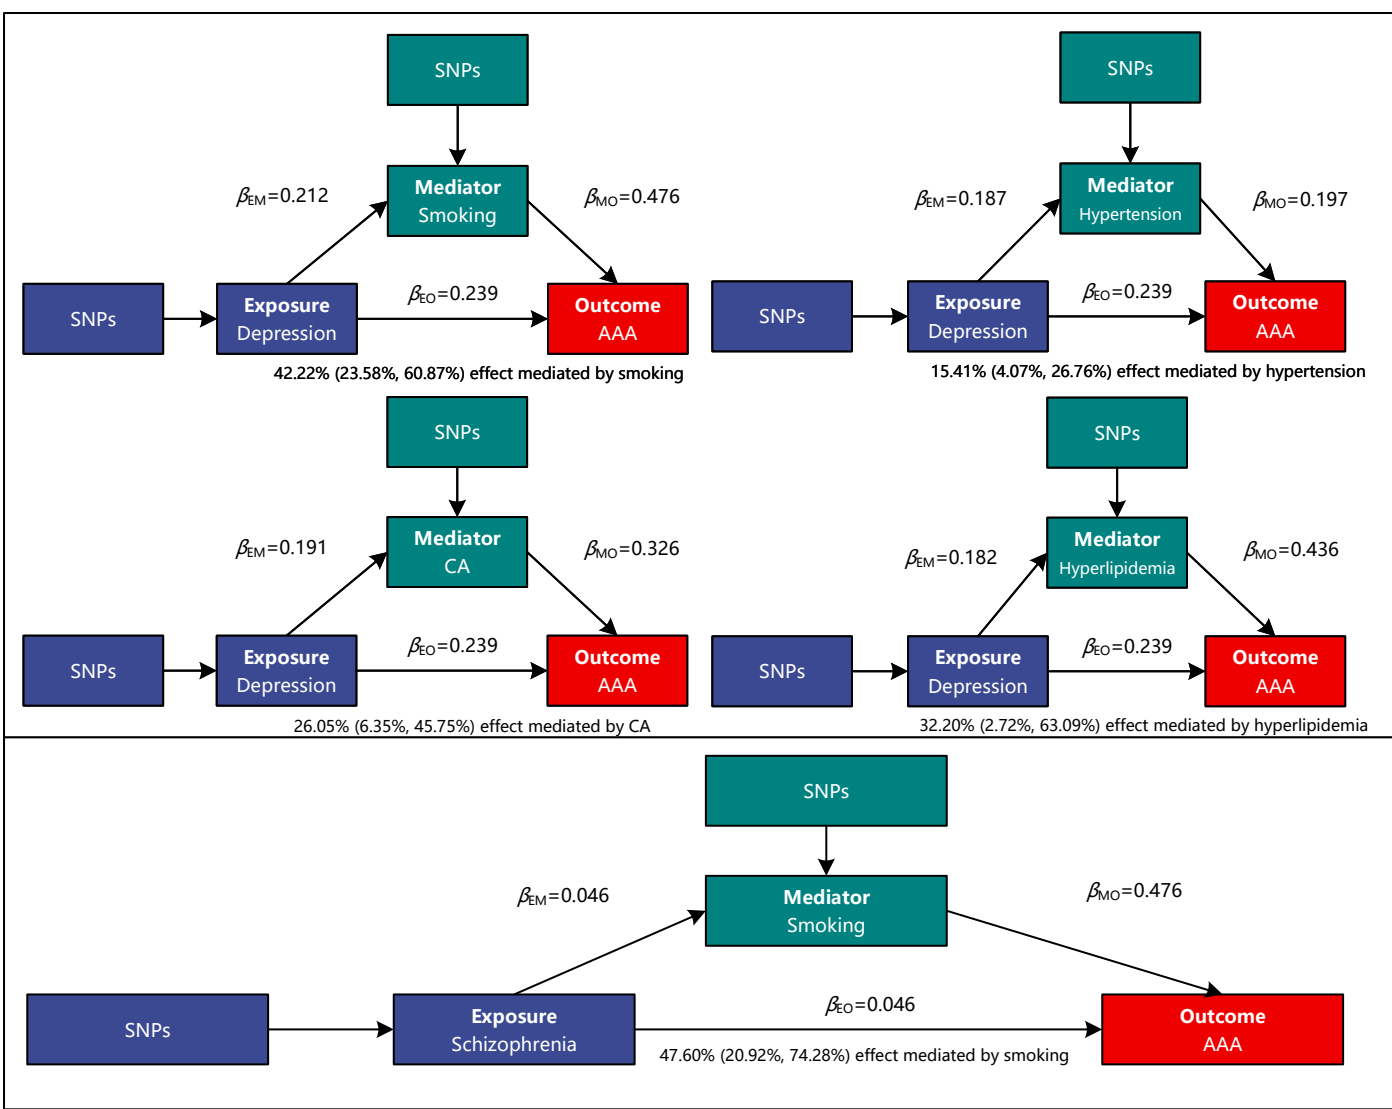 SNPs
Mediator
Smoking
βEM=0.212
βMO=0.476
SNPs
Exposure
Depression
βEO=0.239
Outcome
AAA
42.22% (23.58%, 60.87%) effect mediated by smoking
SNPs
Mediator
Hypertension
βEM=0.187
βMO=0.197
SNPs
Exposure
Depression
βEO=0.239
Outcome
AAA
15.41% (4.07%, 26.76%) effect mediated by hypertension
SNPs
Mediator
CA
βEM=0.191
βMO=0.326
SNPs
Exposure
Depression
βEO=0.239
Outcome
AAA
26.05% (6.35%, 45.75%) effect mediated by CA
SNPs
Mediator
Hyperlipidemia
βEM=0.182
βMO=0.436
SNPs
Exposure
Depression
βEO=0.239
Outcome
AAA
32.20% (2.72%, 63.09%) effect mediated by hyperlipidemia
SNPs
Mediator
Smoking
βEM=0.046
βMO=0.476
SNPs
Exposure
Schizophrenia
βEO=0.046
Outcome
AAA
47.60% (20.92%, 74.28%) effect mediated by smoking